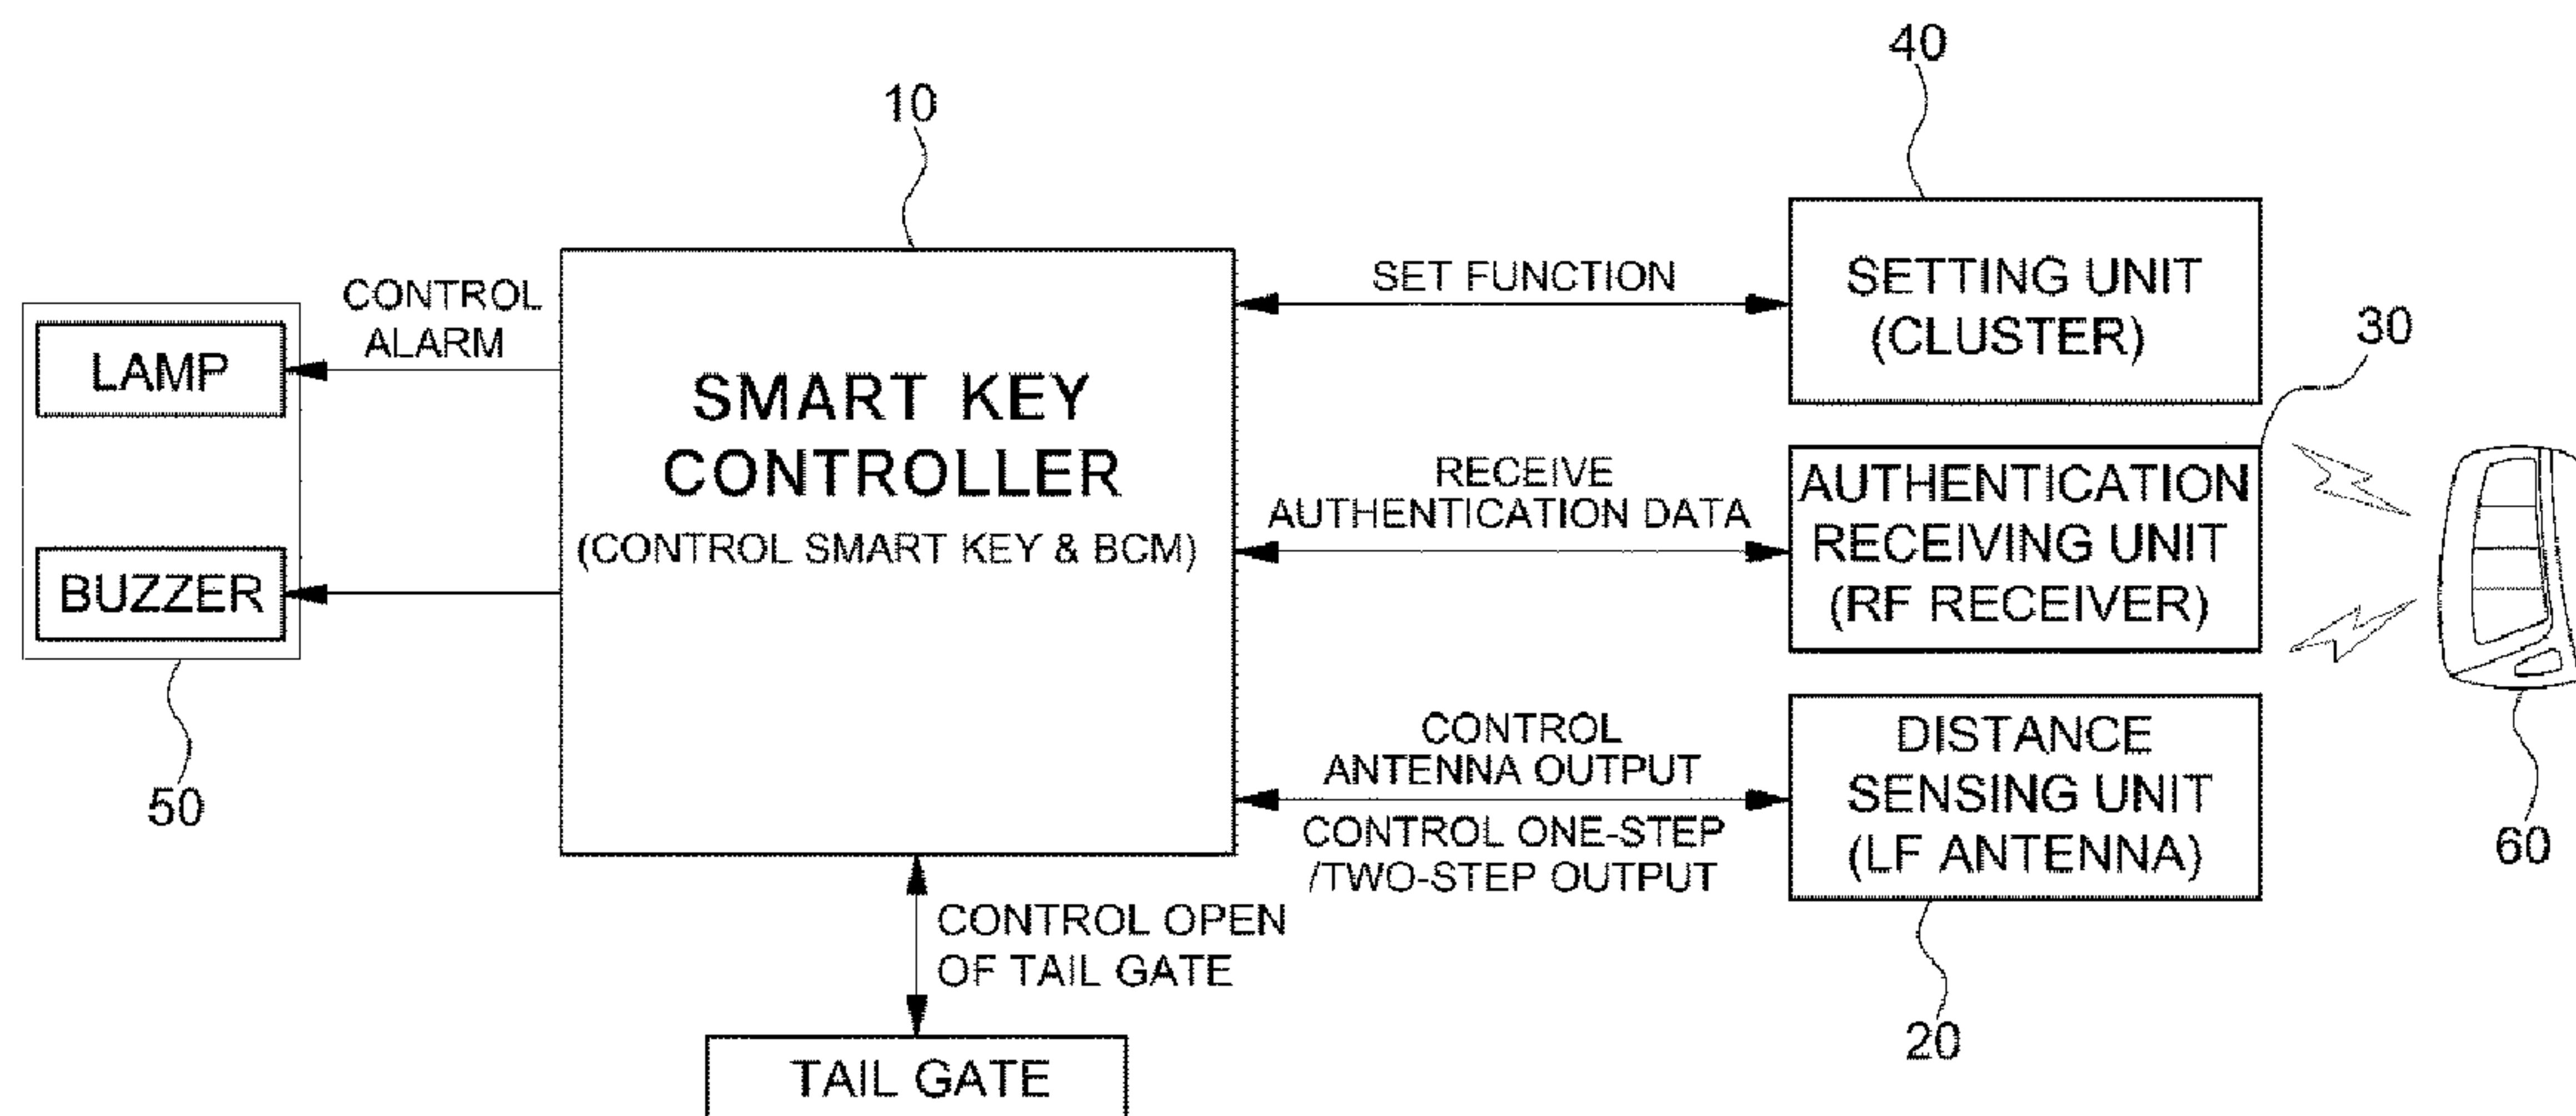 40
10
SET FUNCTION
SETTING UNIT
(CLUSTER)
30
CONTROL
ALARM
LAMP
BUZZER
50
SMART KEY
CONTROLLER
(CONTROL SMART KEY & BCM)
RECEIVE
AUTHENTICATION DATA
AUTHENTICATION
RECEIVING UNIT
(RF RECEIVER)
CONTROL
ANTENNA OUTPUT
CONTROL ONE-STEP
/TWO-STEP OUTPUT
DISTANCE
SENSING UNIT
(LF ANTENNA)
60
20
CONTROL OPEN
OF TAIL GATE
TAIL GATE